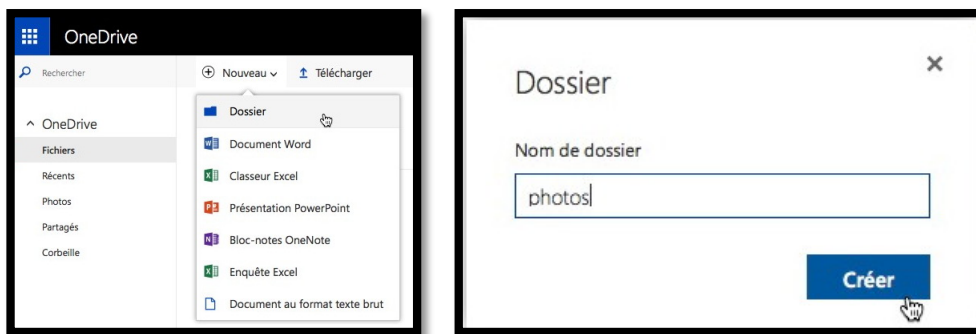 OneDrive
Rechercher
Nouveau
Télécharger
OneDrive
Fichiers
Récents
Photos
Partagés
Corbeille
Dossier
Document Word
Classeur Excel
Présentation PowerPoint
Bloc-notes OneNote
Enquête Excel
Document au format texte brut
Dossier
Nom de dossier
photos
Créer